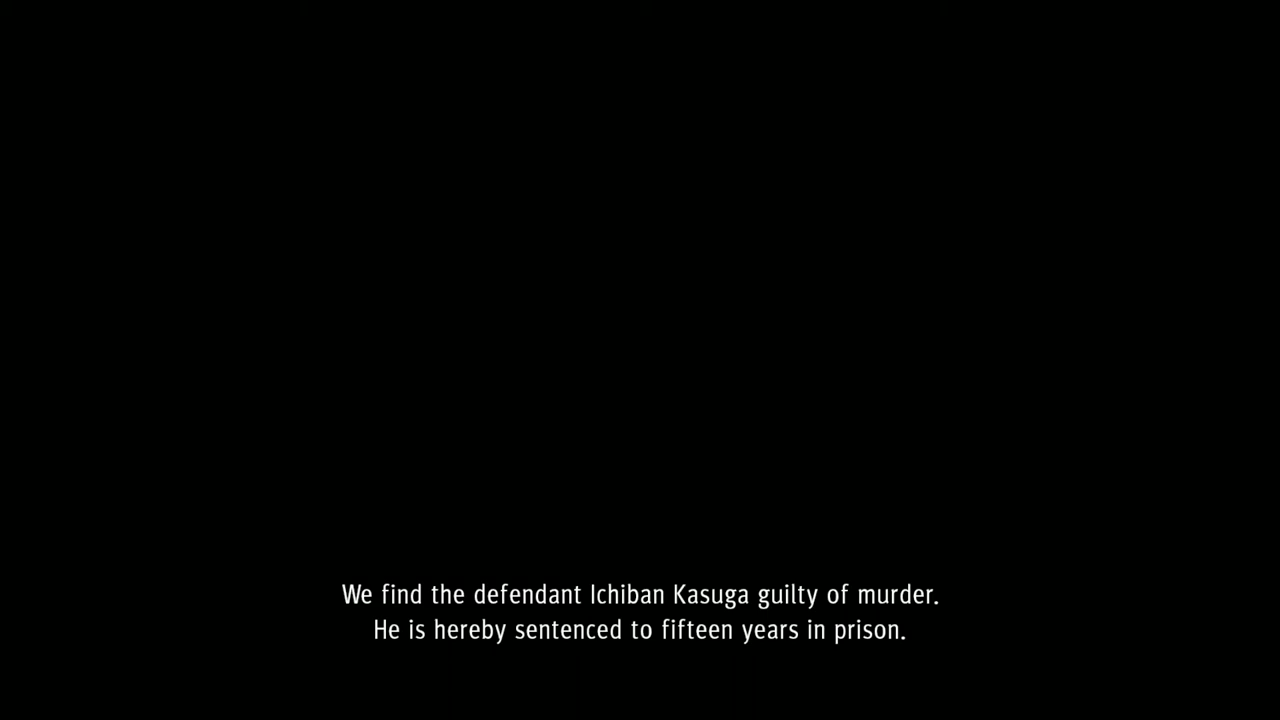 We find the defendant Ichiban Kasuga guilty of murder.
He is hereby sentenced to fifteen years in prison.